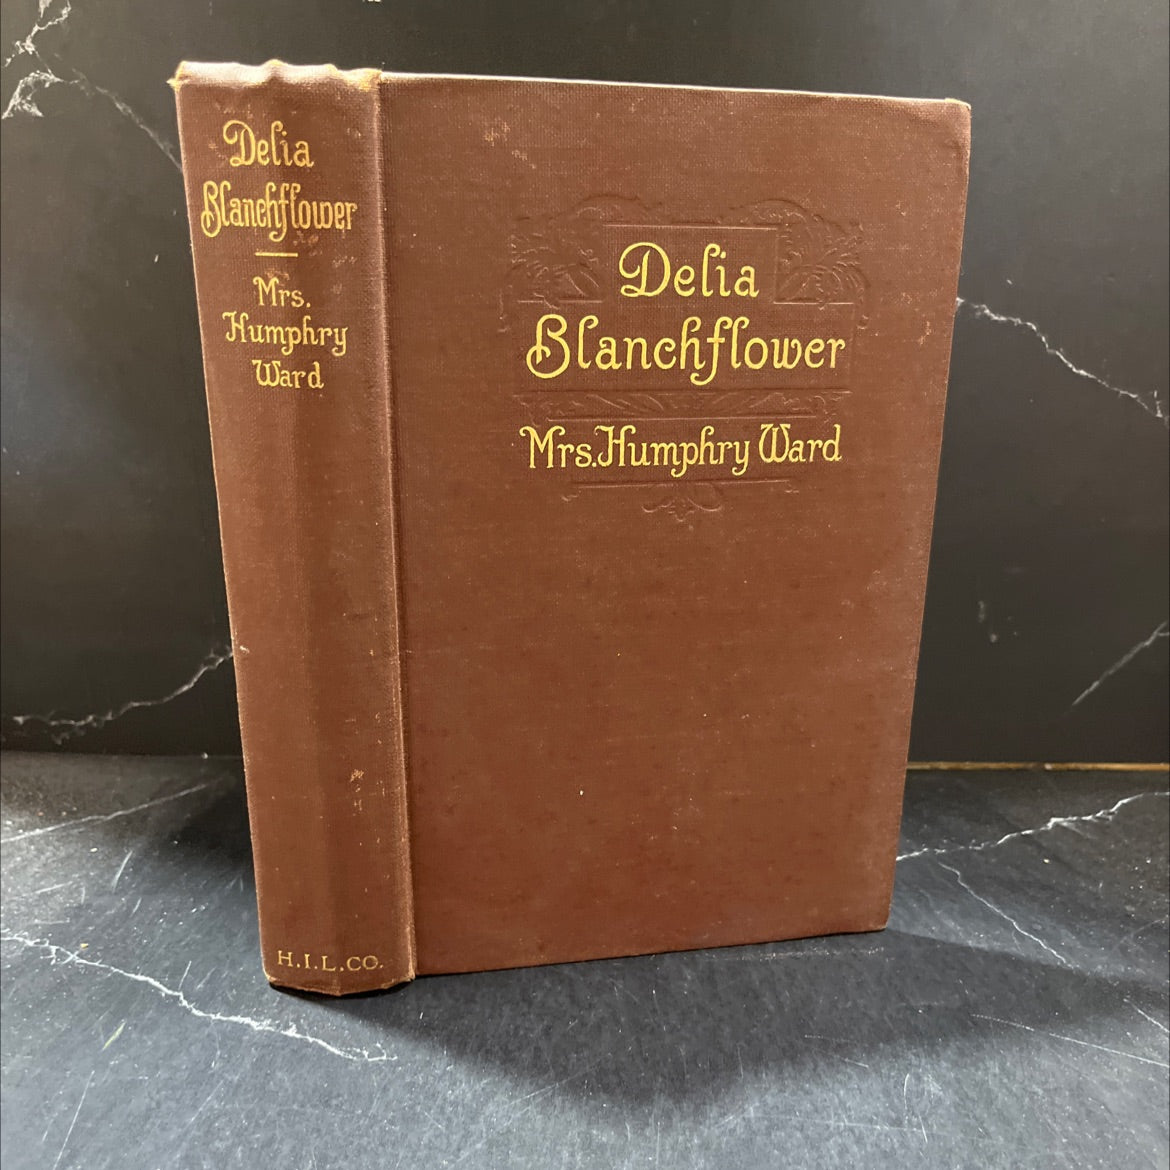 Delia
Blanchflower
Mrs.
Humphry
Ward
H.I.L.CO.
Delia
Blanchflower
Mrs.Humphry Ward